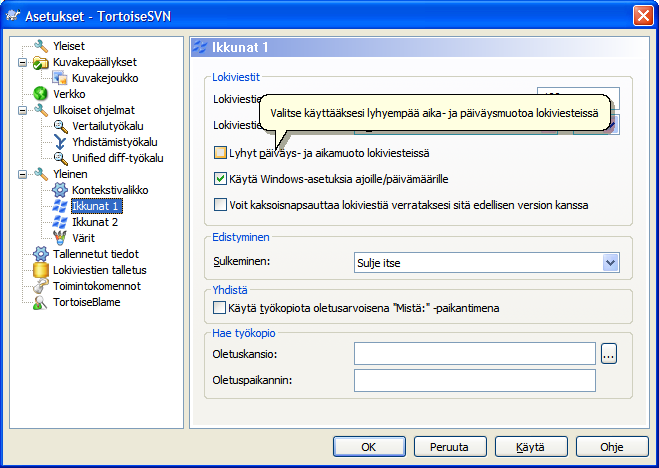 Asetukset - TortoiseSVN
Yleiset
Kuvakepäällykset
Kuvakejoukko
Verkko
Ulkoiset ohjelmat
Vertailutyökalu
Yhdistämistyökalu
Unified diff-työkalu
Yleinen
Kontekstivalikko
Ikkunat 1
Ikkunat 2
Värit
Tallennetut tiedot
Lokiviestien talletus
Toimintokomennot
TortoiseBlame
Ikkunat 1
Lokiviestit
Valitse käyttääksesi lyhyempää aika- ja päiväysmuotoa lokiviesteissä
Lyhyt päiväys- ja aikamuoto lokiviesteissä
Käytä Windows-asetuksia ajoille/päivämäärille
Voit kaksoisnapsauttaa lokiviestiä verrataksesi sitä edellisen version kanssa
Edistyminen
Sulkeminen:
Sulje itse
Yhdistä
Käytä työkopiota oletusarvoisena "Mistä:" -paikantimena
Hae työkopio
Oletuskansio:
...
Oletuspaikannin:
OK
Peruuta
Käytä
Ohje